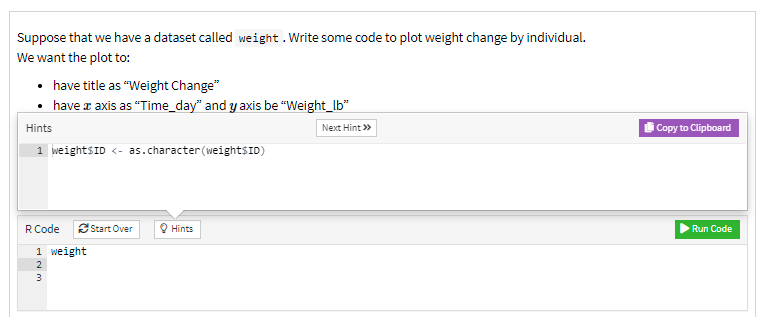 Suppose that we have a dataset called weight. Write some code to plot weight change by individual.
We want the plot to:
• have title as “Weight Change”
• have x axis as “Time_day” and y axis be “Weight_lb”
Hints Next Hint Copy to Clipboard
1 weight$ID <- as.character(weight$ID)
R Code Start Over Hints Run Code
1 weight
2
3